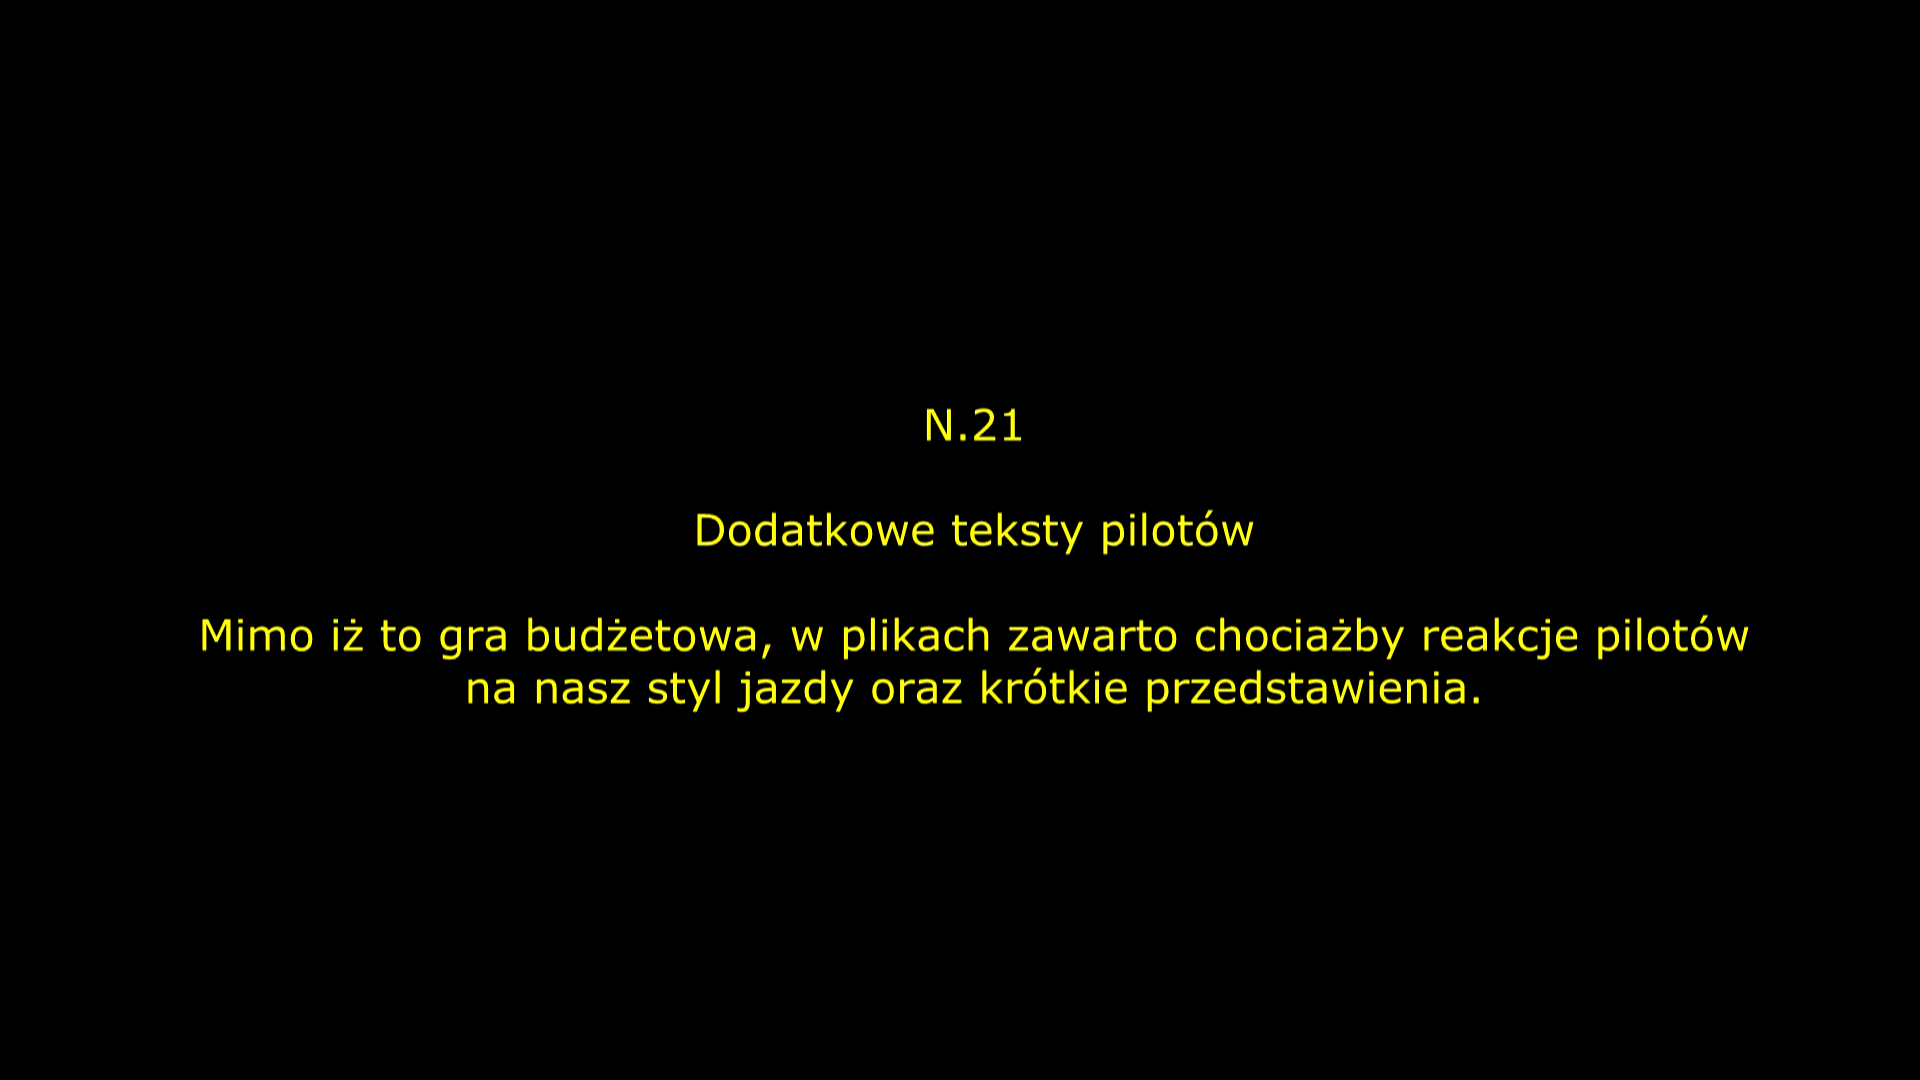 N.21
Dodatkowe teksty pilotów
Mimo iż to gra budżetowa, w plikach zawarto chociażby reakcje pilotów
na nasz styl jazdy oraz krótkie przedstawienia.